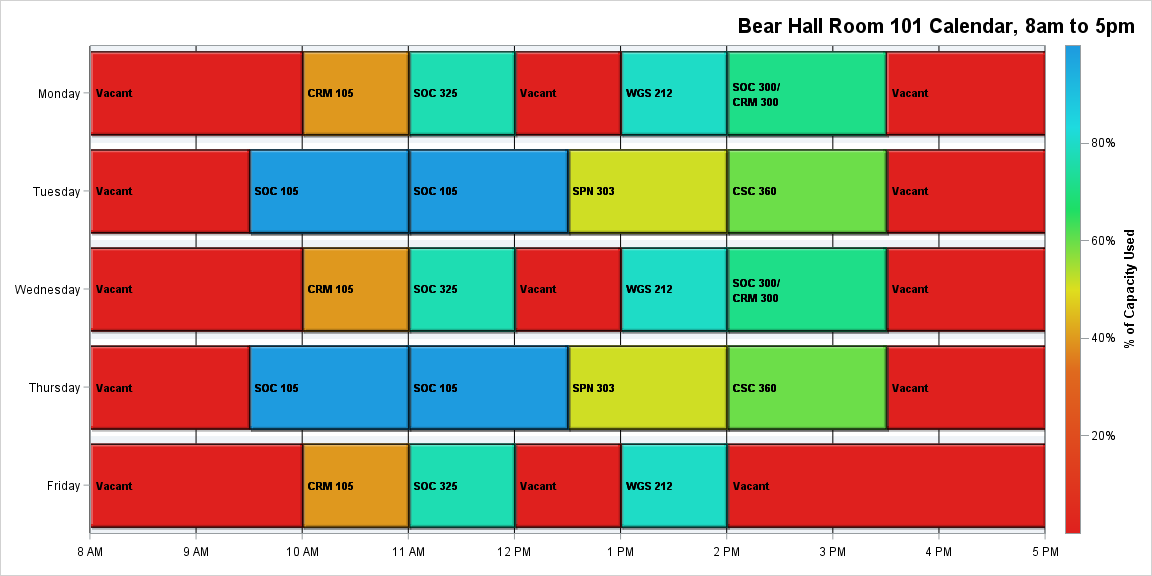 Bear Hall Room 101 Calendar, 8am to 5pm
Monday
Vacant
CRM 105
SOC 325
Vacant
WGS 212
SOC 300/
CRM 300
Vacant
Tuesday
Vacant
SOC 105
SOC 105
SPN 303
CSC 360
Vacant
Wednesday
Vacant
CRM 105
SOC 325
Vacant
WGS 212
SOC 300/
CRM 300
Vacant
Thursday
Vacant
SOC 105
SOC 105
SPN 303
CSC 360
Vacant
Friday
Vacant
CRM 105
SOC 325
Vacant
WGS 212
Vacant
8 AM
9 AM
10 AM
11 AM
12 PM
1 PM
2 PM
3 PM
4 PM
5 PM
80%
60%
40%
20%
% of Capacity Used